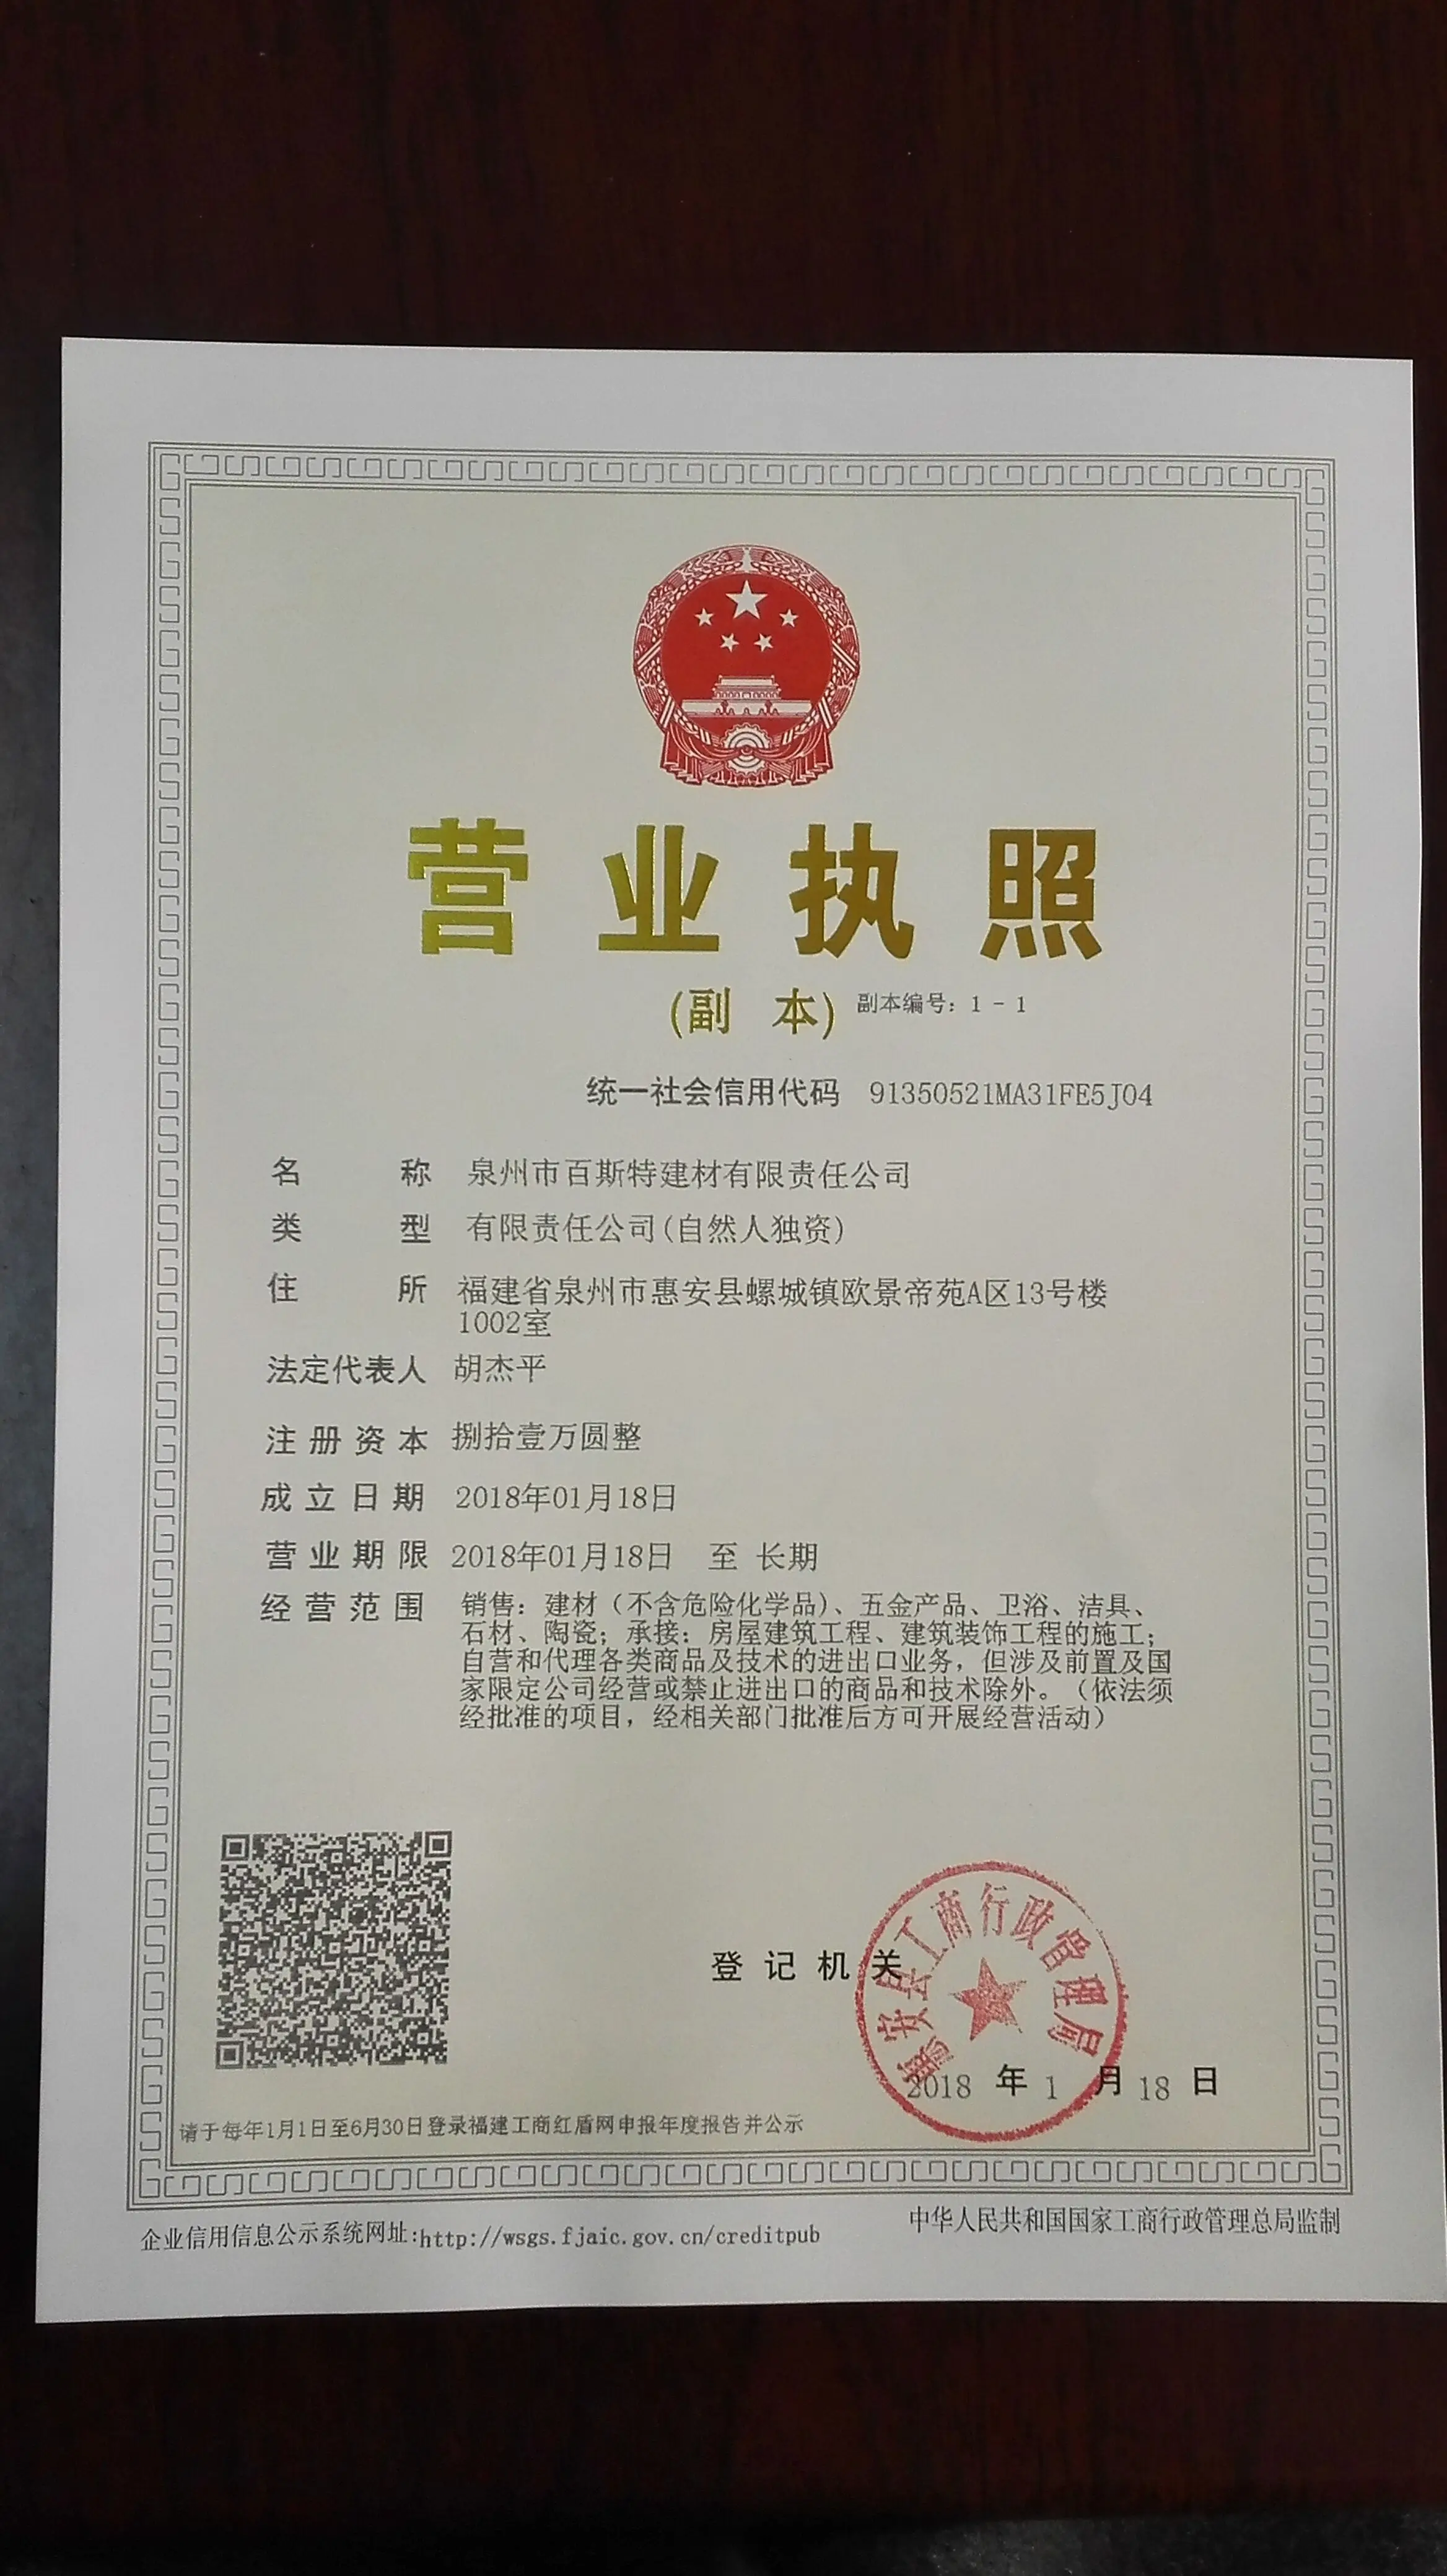 营业执照
(副 本) 副本编号：1 - 1
统一社会信用代码 91350521MA31FE5J04
名 称 泉州市百斯特建材有限责任公司
类 型 有限责任公司(自然人独资)
住 所 福建省泉州市惠安县螺城镇欧景帝苑A区13号楼
1002室
法定代表人 胡杰平
注册资本 捌拾壹万圆整
成立日期 2018年01月18日
营业期限 2018年01月18日 至 长期
经营范围 销售：建材（不含危险化学品）、五金产品、卫浴、洁具、
石材、陶瓷；承接：房屋建筑工程、建筑装饰工程的施工；
自营和代理各类商品及技术的进出口业务，但涉及前置及国
家限定公司经营或禁止进出口的商品和技术除外。（依法须
经批准的项目，经相关部门批准后方可开展经营活动）
登记机关
惠安县工商行政管理局
2018 年 1 月 18 日
请于每年1月1日至6月30日登录福建工商红盾网申报年度报告并公示
企业信用信息公示系统网址:http://wsgs.fjaic.gov.cn/creditpub
中华人民共和国国家工商行政管理总局监制